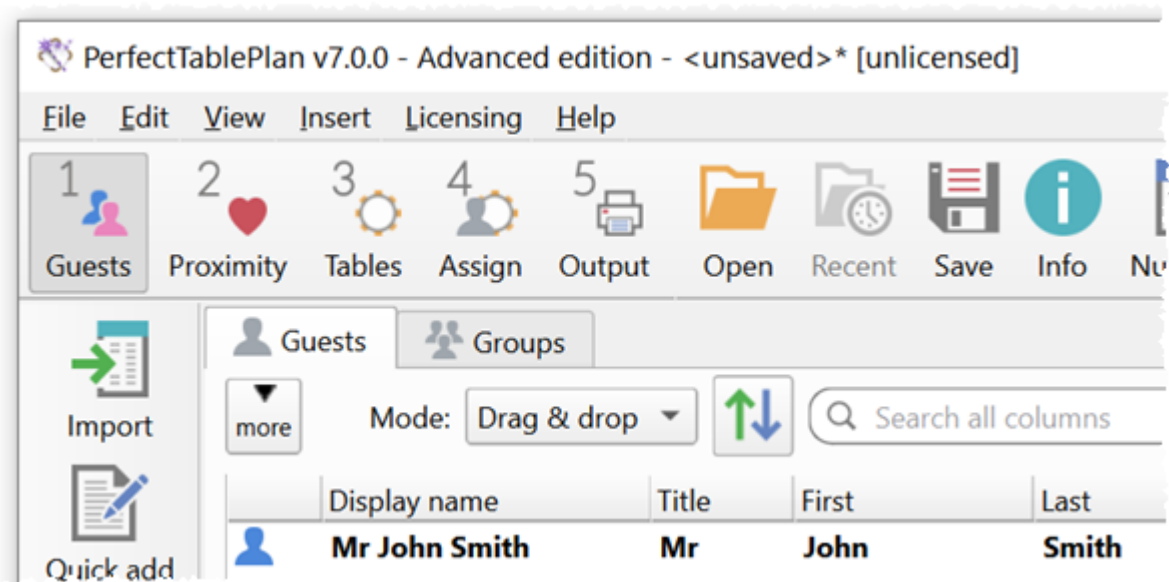 PerfectTablePlan v7.0.0 - Advanced edition - <unsaved>* [unlicensed]
File Edit View Insert Licensing Help
1 2 3 4 5
Guests Proximity Tables Assign Output Open Recent Save Info
Guests Groups
Import
more Mode: Drag & drop Search all columns
Display name Title First Last
Mr John Smith Mr John Smith
Quick add